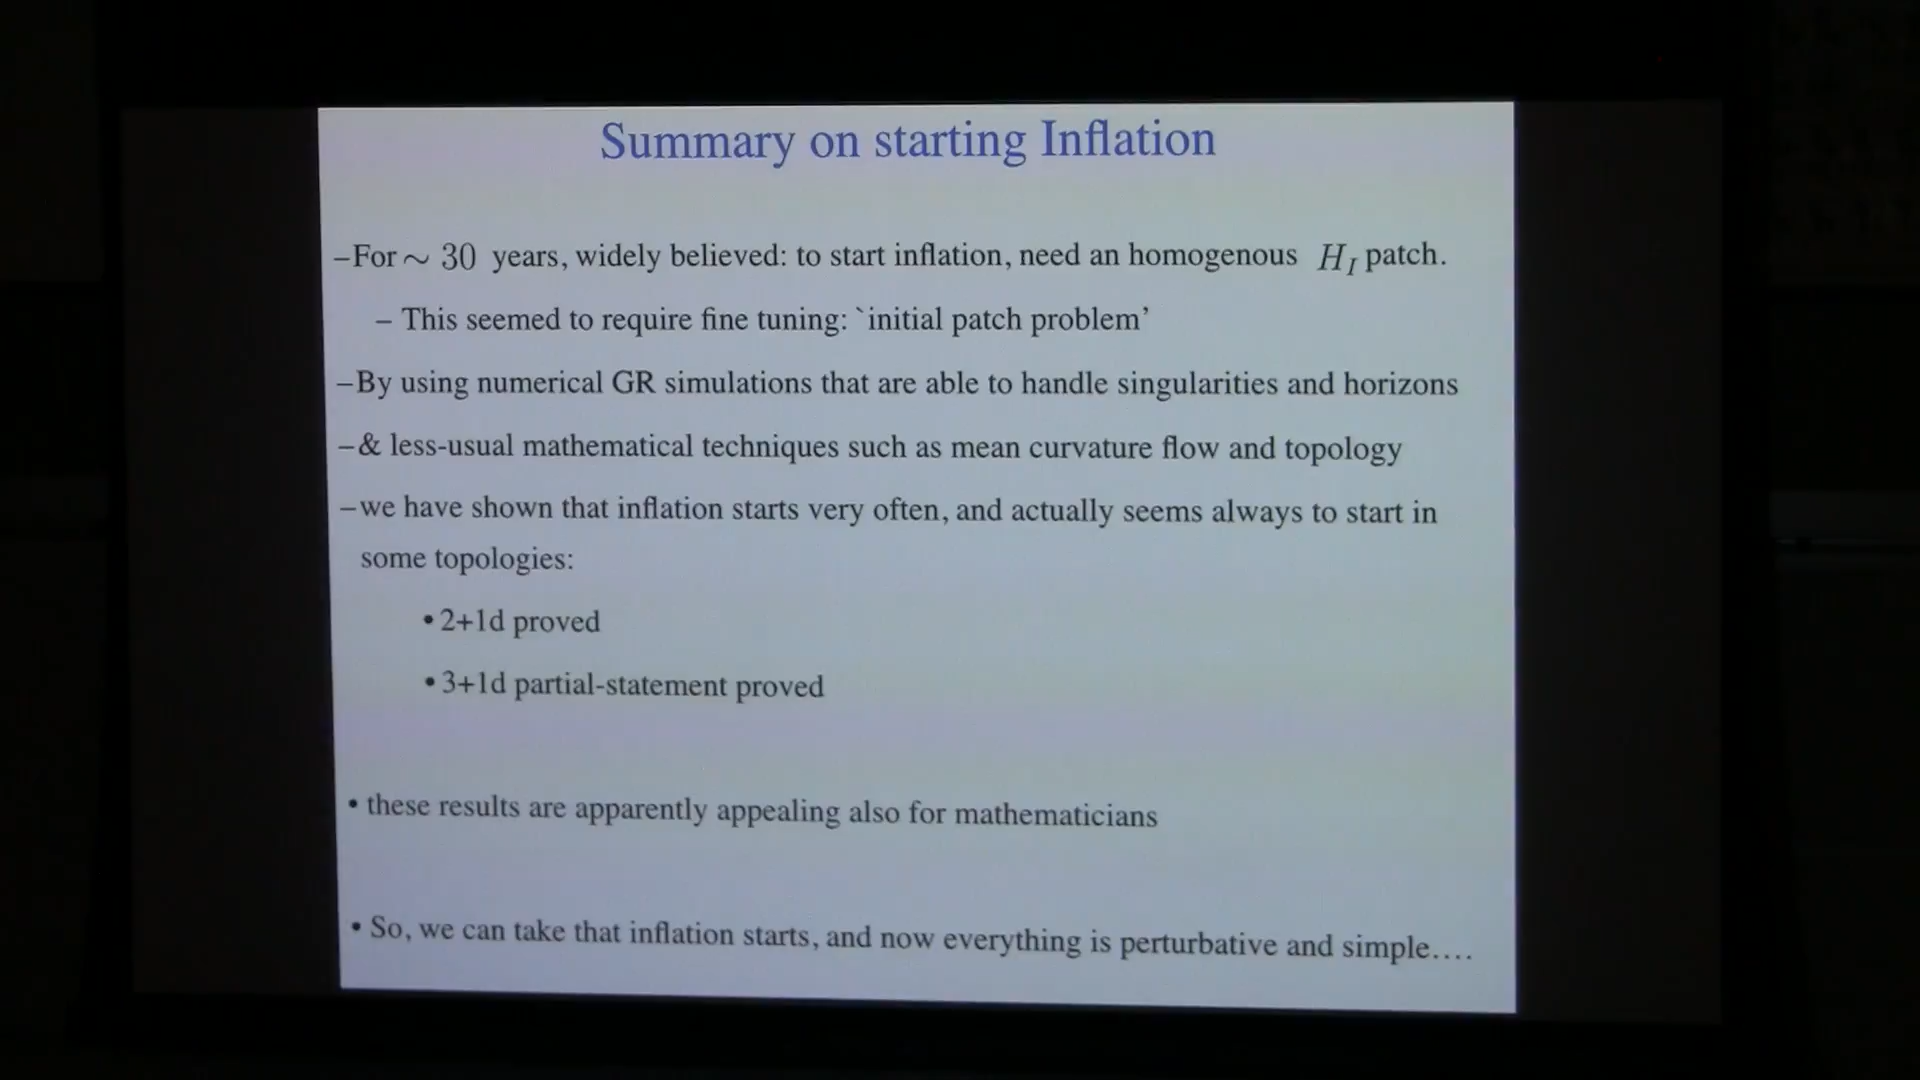 Summary on starting Inflation
–For ~ 30 years, widely believed: to start inflation, need an homogenous H_I patch.
– This seemed to require fine tuning: `initial patch problem’
–By using numerical GR simulations that are able to handle singularities and horizons
–& less-usual mathematical techniques such as mean curvature flow and topology
–we have shown that inflation starts very often, and actually seems always to start in
some topologies:
• 2+1d proved
• 3+1d partial-statement proved
• these results are apparently appealing also for mathematicians
• So, we can take that inflation starts, and now everything is perturbative and simple….